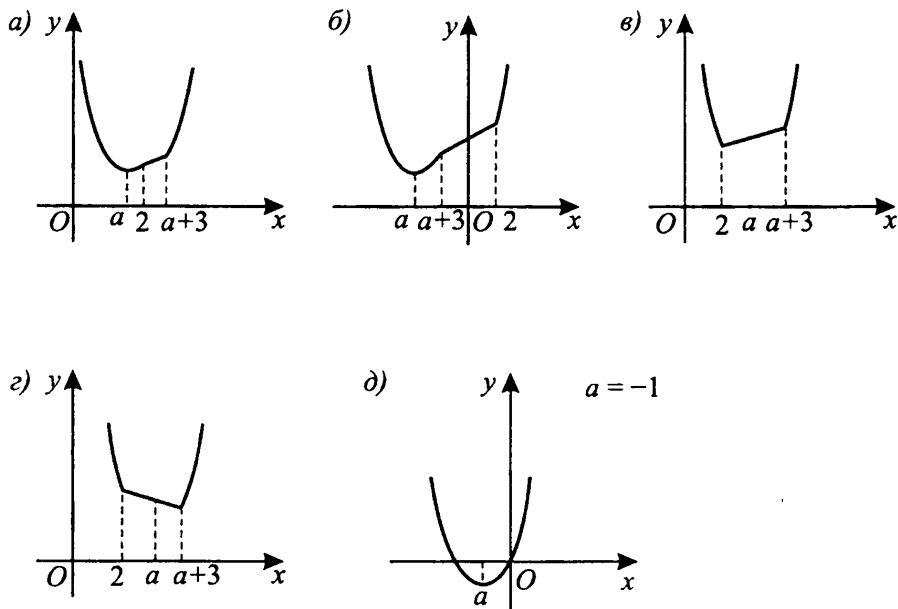 а) y
O a 2 a+3 x
б) y
a a+3 O 2 x
в) y
O 2 a a+3 x
г) y
O 2 a a+3 x
д) y a = −1
a O x